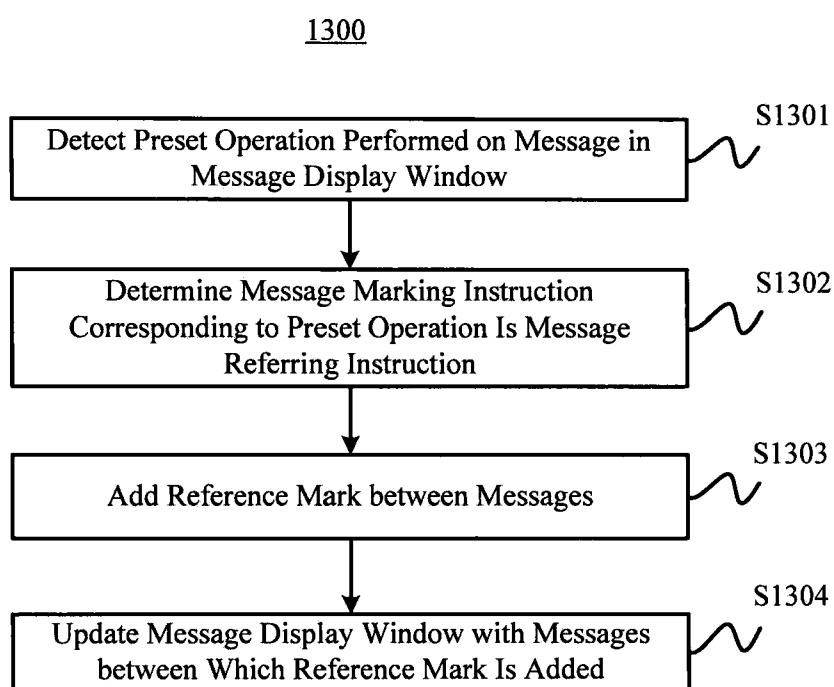 1300
S1301
Detect Preset Operation Performed on Message in
Message Display Window
S1302
Determine Message Marking Instruction
Corresponding to Preset Operation Is Message
Referring Instruction
S1303
Add Reference Mark between Messages
S1304
Update Message Display Window with Messages
between Which Reference Mark Is Added